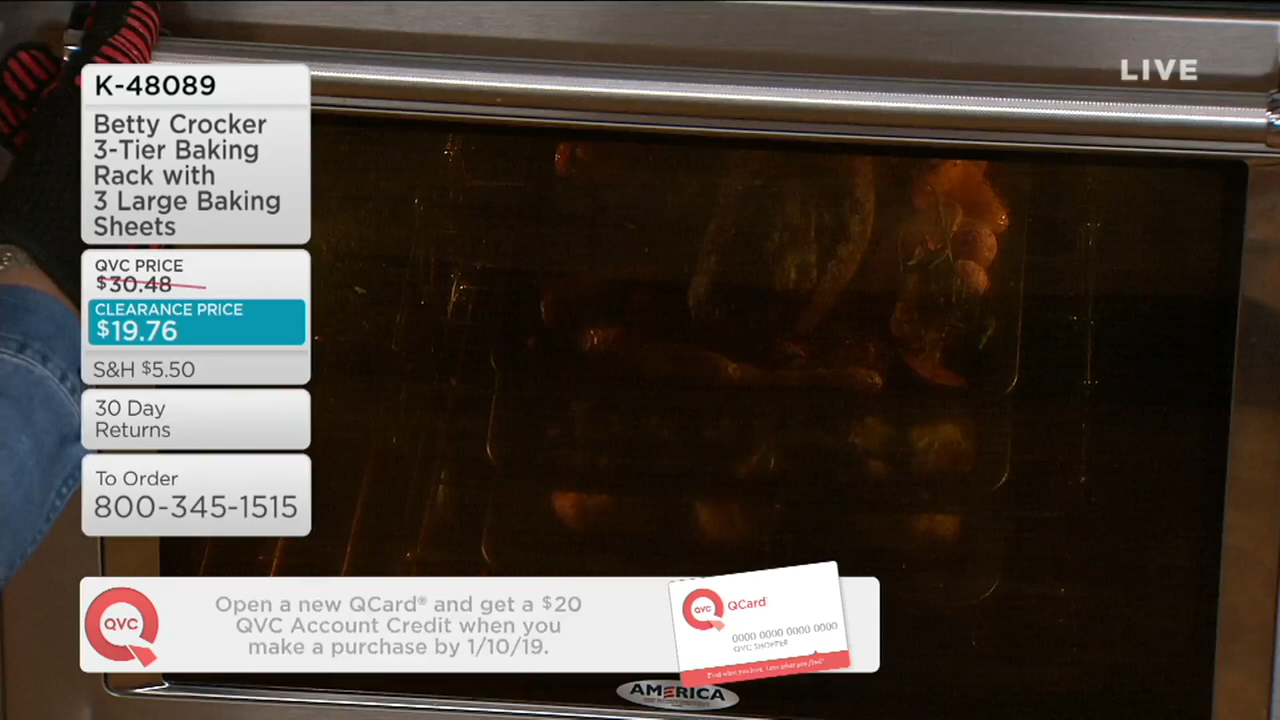 LIVE
K-48089
Betty Crocker
3-Tier Baking
Rack with
3 Large Baking
Sheets
QVC PRICE
$30.48
CLEARANCE PRICE
$19.76
S&H $5.50
30 Day
Returns
To Order
800-345-1515
QVC
Open a new QCard® and get a $20
QVC Account Credit when you
make a purchase by 1/10/19.
QVC QCard
0000 0000 0000 0000
QVC SHOPPER
AMERICA